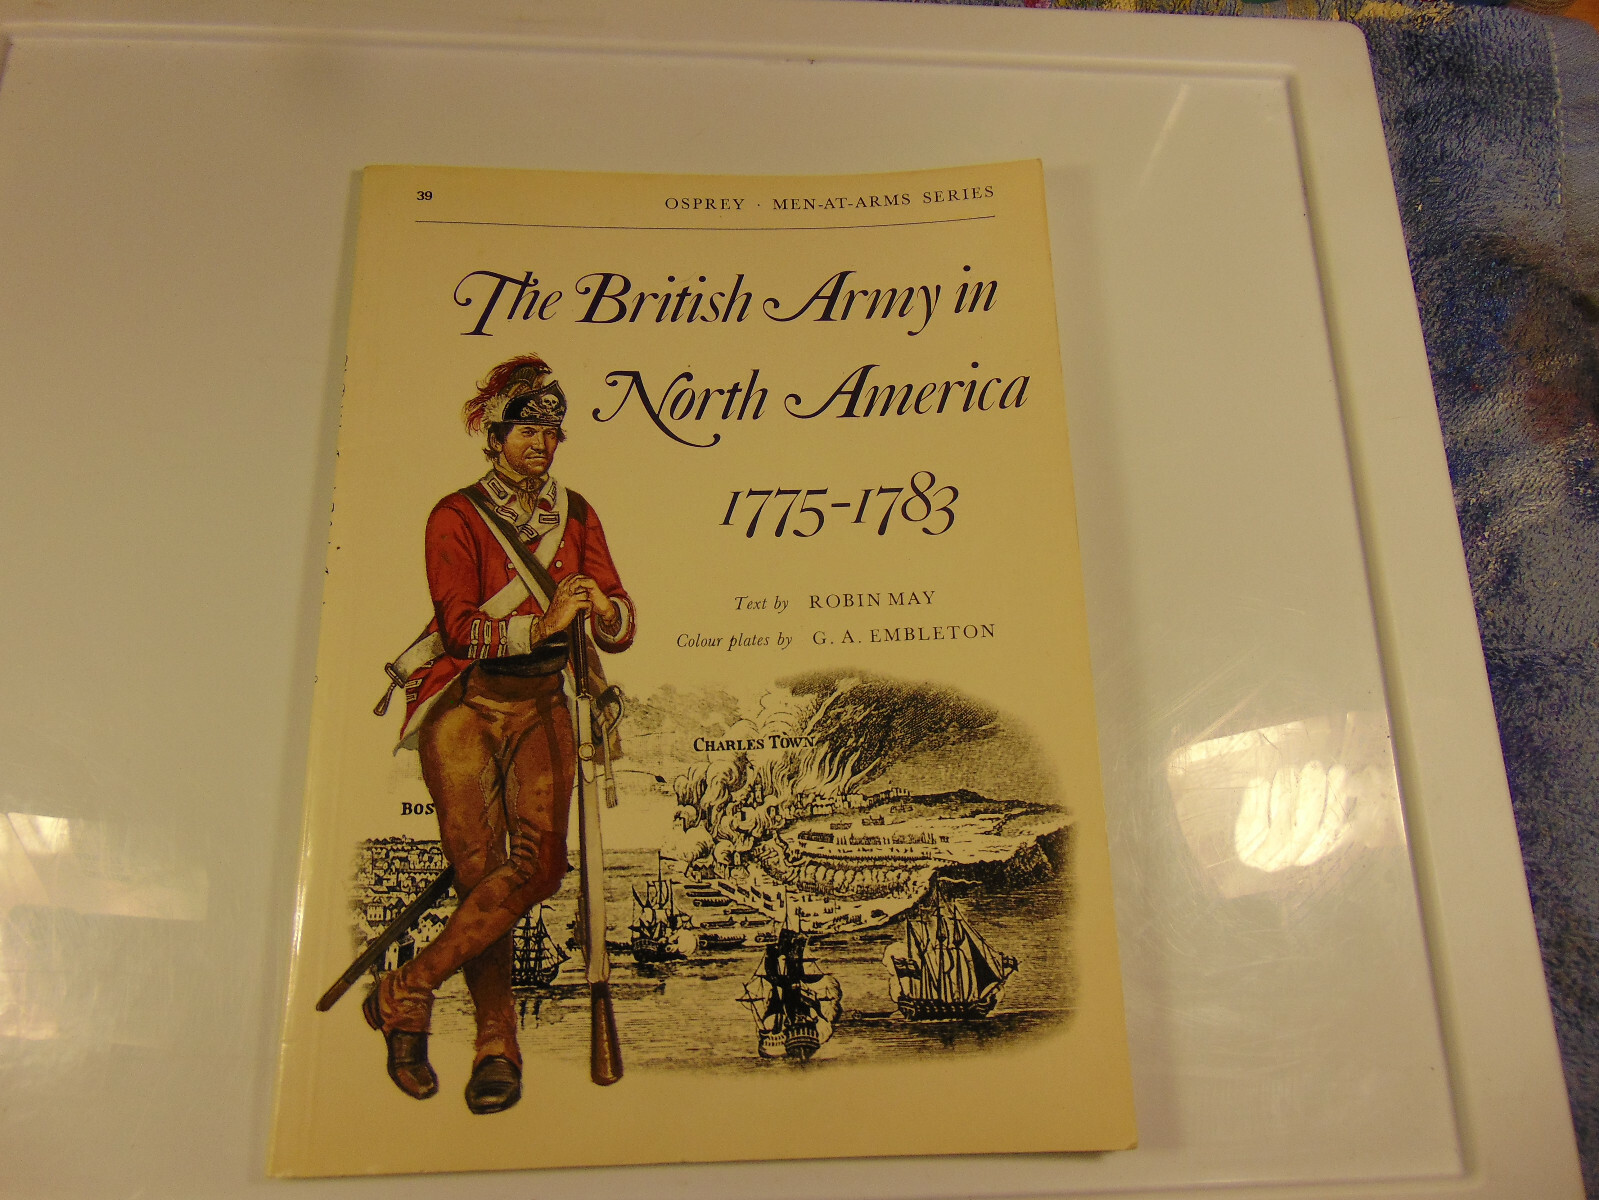 39
OSPREY · MEN-AT-ARMS SERIES
The British Army in
North America
1775-1783
Text by ROBIN MAY
Colour plates by G. A. EMBLETON
CHARLES TOWN
BOS